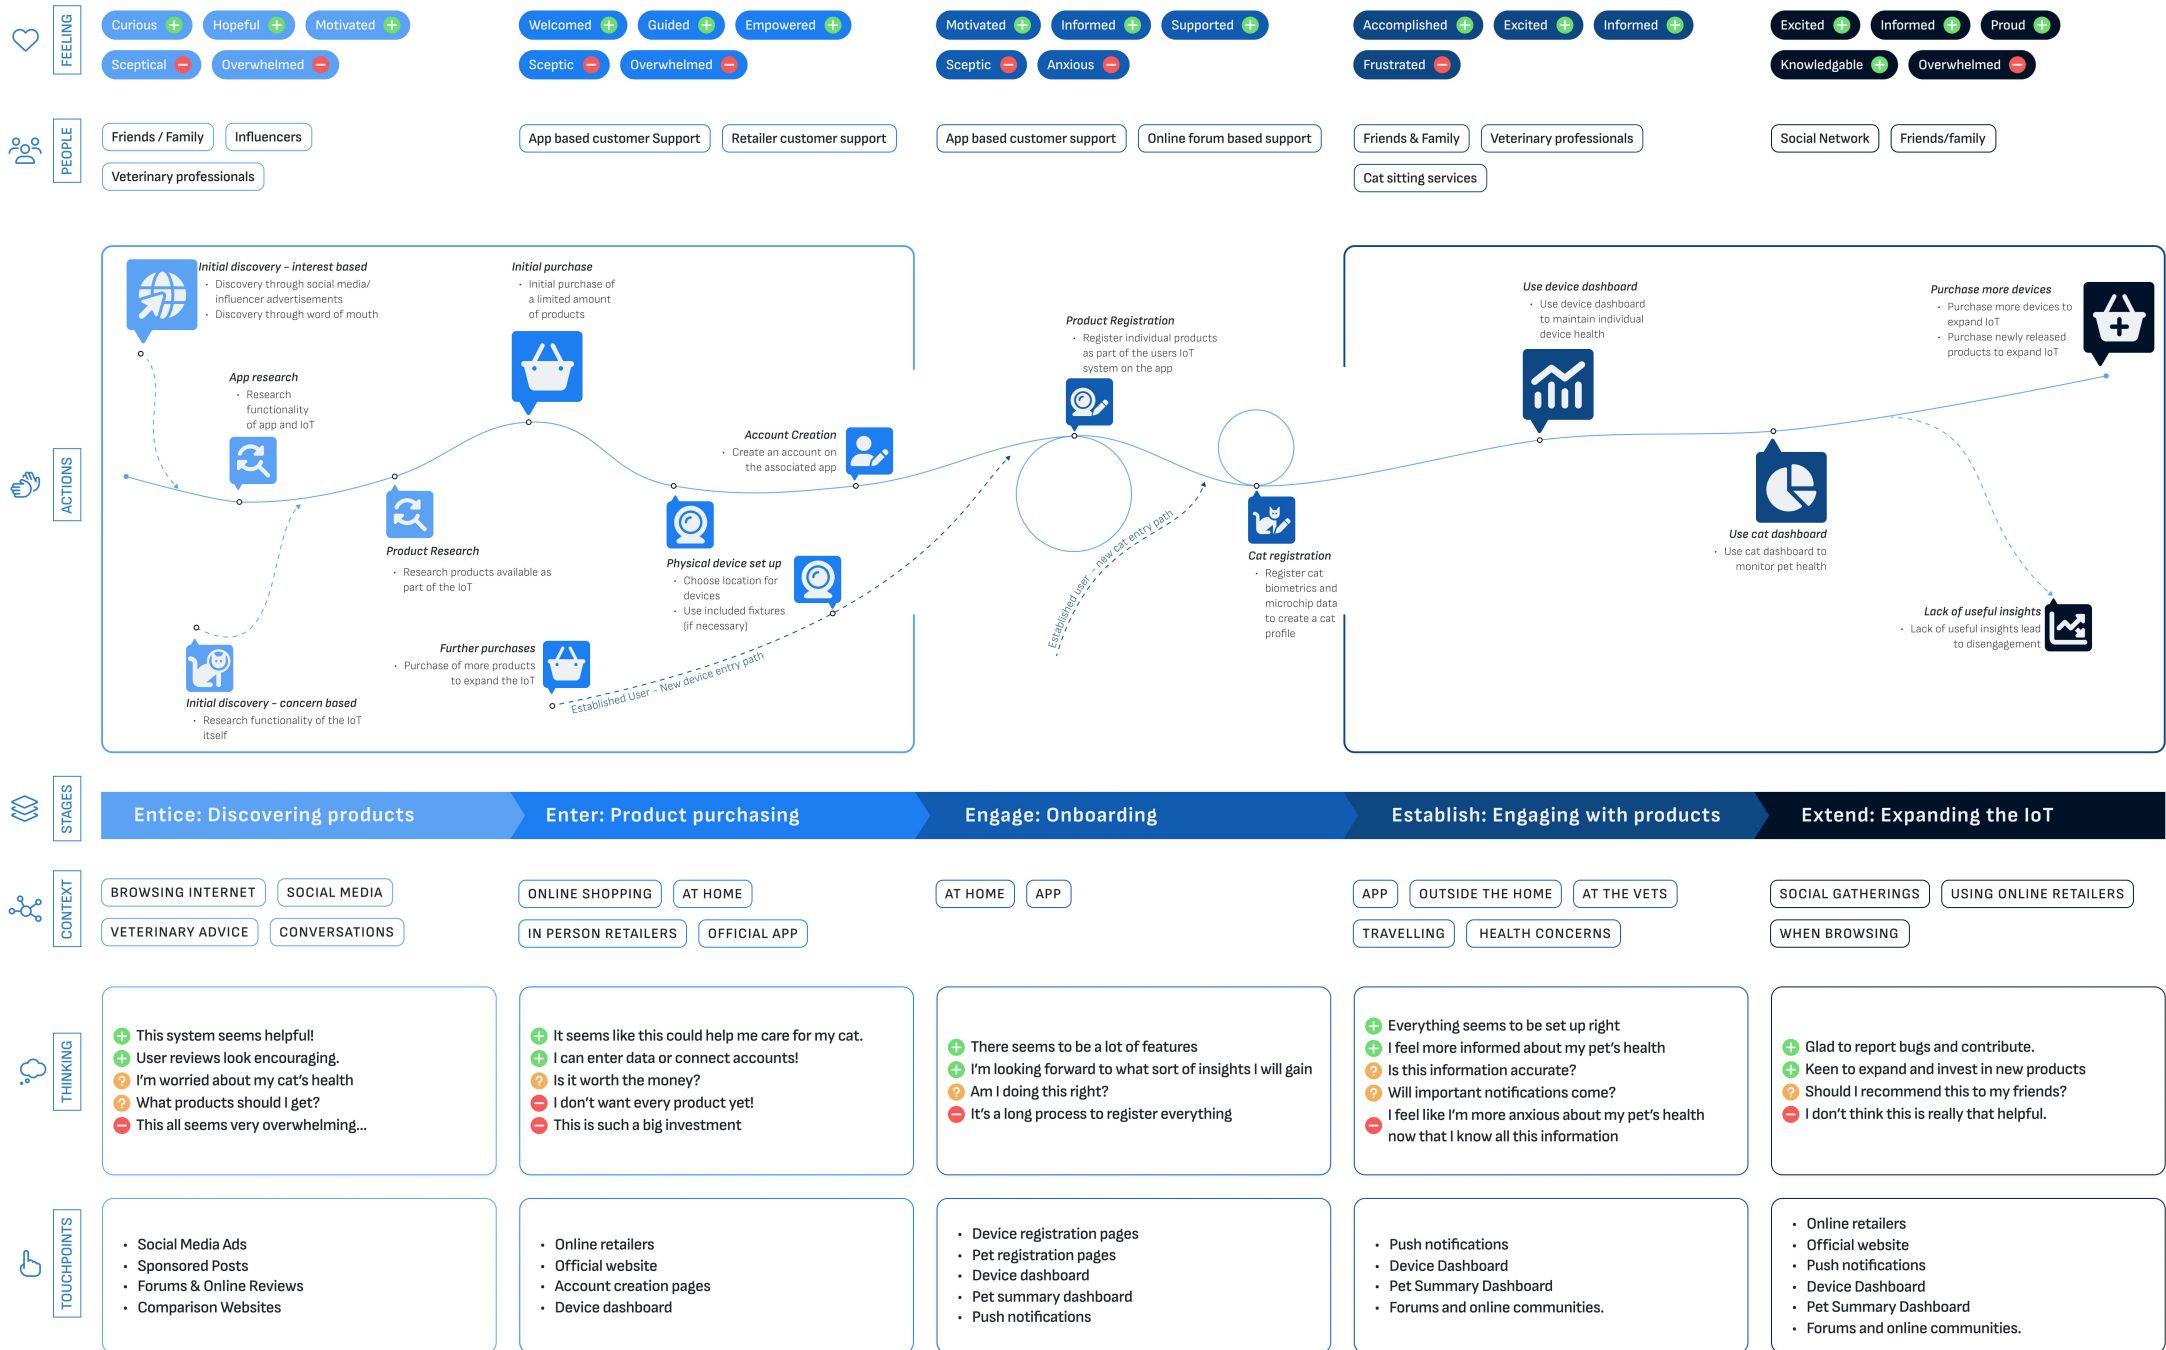 FEELING
Curious
Hopeful
Motivated
Sceptical
Overwhelmed
Welcomed
Guided
Empowered
Sceptic
Overwhelmed
Motivated
Informed
Supported
Sceptic
Anxious
Accomplished
Excited
Informed
Frustrated
Excited
Informed
Proud
Knowledgable
Overwhelmed
PEOPLE
Friends / Family
Influencers
Veterinary professionals
App based customer Support
Retailer customer support
App based customer support
Online forum based support
Friends & Family
Veterinary professionals
Cat sitting services
Social Network
Friends/family
ACTIONS
Initial discovery - interest based
• Discovery through social media/
influencer advertisements
• Discovery through word of mouth
App research
• Research
functionality
of app and IoT
Product Research
• Research products available as
part of the IoT
Initial discovery - concern based
• Research functionality of the IoT
itself
Initial purchase
• Initial purchase of
a limited amount
of products
Physical device set up
• Choose location for
devices
• Use included fixtures
(if necessary)
Account Creation
• Create an account on
the associated app
Further purchases
• Purchase of more products
to expand the IoT
Established User - New device entry path
Product Registration
• Register individual products
as part of the users IoT
system on the app
Established user - new cat entry path
Cat registration
• Register cat
biometrics and
microchip data
to create a cat
profile
Use device dashboard
• Use device dashboard
to maintain individual
device health
Use cat dashboard
• Use cat dashboard to
monitor pet health
Purchase more devices
• Purchase more devices to
expand IoT
• Purchase newly released
products to expand IoT
Lack of useful insights
• Lack of useful insights lead
to disengagement
STAGES
Entice: Discovering products
Enter: Product purchasing
Engage: Onboarding
Establish: Engaging with products
Extend: Expanding the IoT
CONTEXT
BROWSING INTERNET
SOCIAL MEDIA
VETERINARY ADVICE
CONVERSATIONS
ONLINE SHOPPING
AT HOME
IN PERSON RETAILERS
OFFICIAL APP
AT HOME
APP
APP
OUTSIDE THE HOME
AT THE VETS
TRAVELLING
HEALTH CONCERNS
SOCIAL GATHERINGS
USING ONLINE RETAILERS
WHEN BROWSING
THINKING
This system seems helpful!
User reviews look encouraging.
I'm worried about my cat's health
What products should I get?
This all seems very overwhelming...
It seems like this could help me care for my cat.
I can enter data or connect accounts!
Is it worth the money?
I don't want every product yet!
This is such a big investment
There seems to be a lot of features
I'm looking forward to what sort of insights I will gain
Am I doing this right?
It's a long process to register everything
Everything seems to be set up right
I feel more informed about my pet's health
Is this information accurate?
Will important notifications come?
I feel like I'm more anxious about my pet's health
now that I know all this information
Glad to report bugs and contribute.
Keen to expand and invest in new products
Should I recommend this to my friends?
I don't think this is really that helpful.
TOUCHPOINTS
• Social Media Ads
• Sponsored Posts
• Forums & Online Reviews
• Comparison Websites
• Online retailers
• Official website
• Account creation pages
• Device dashboard
• Device registration pages
• Pet registration pages
• Device dashboard
• Pet summary dashboard
• Push notifications
• Push notifications
• Device Dashboard
• Pet Summary Dashboard
• Forums and online communities.
• Online retailers
• Official website
• Push notifications
• Device Dashboard
• Pet Summary Dashboard
• Forums and online communities.